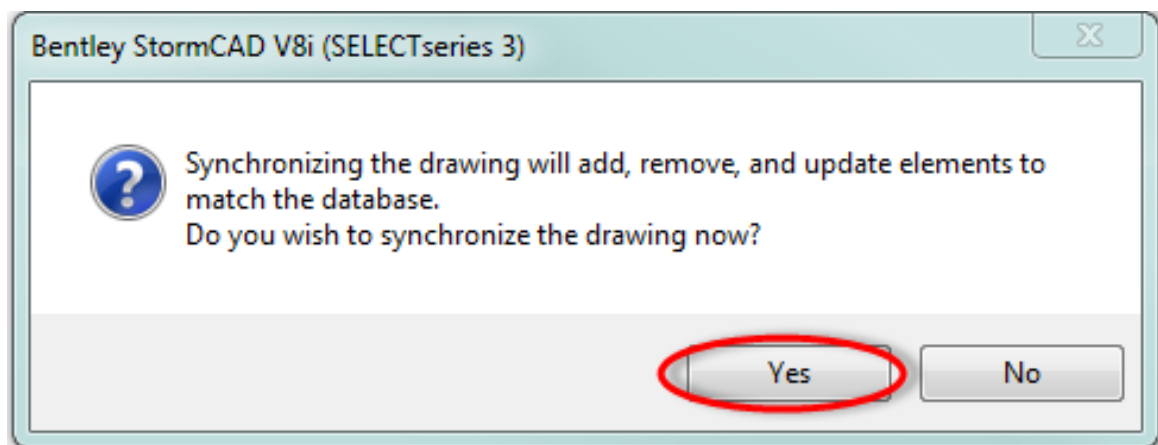 Bentley StormCAD V8i (SELECTseries 3)
Synchronizing the drawing will add, remove, and update elements to
match the database.
Do you wish to synchronize the drawing now?
Yes
No